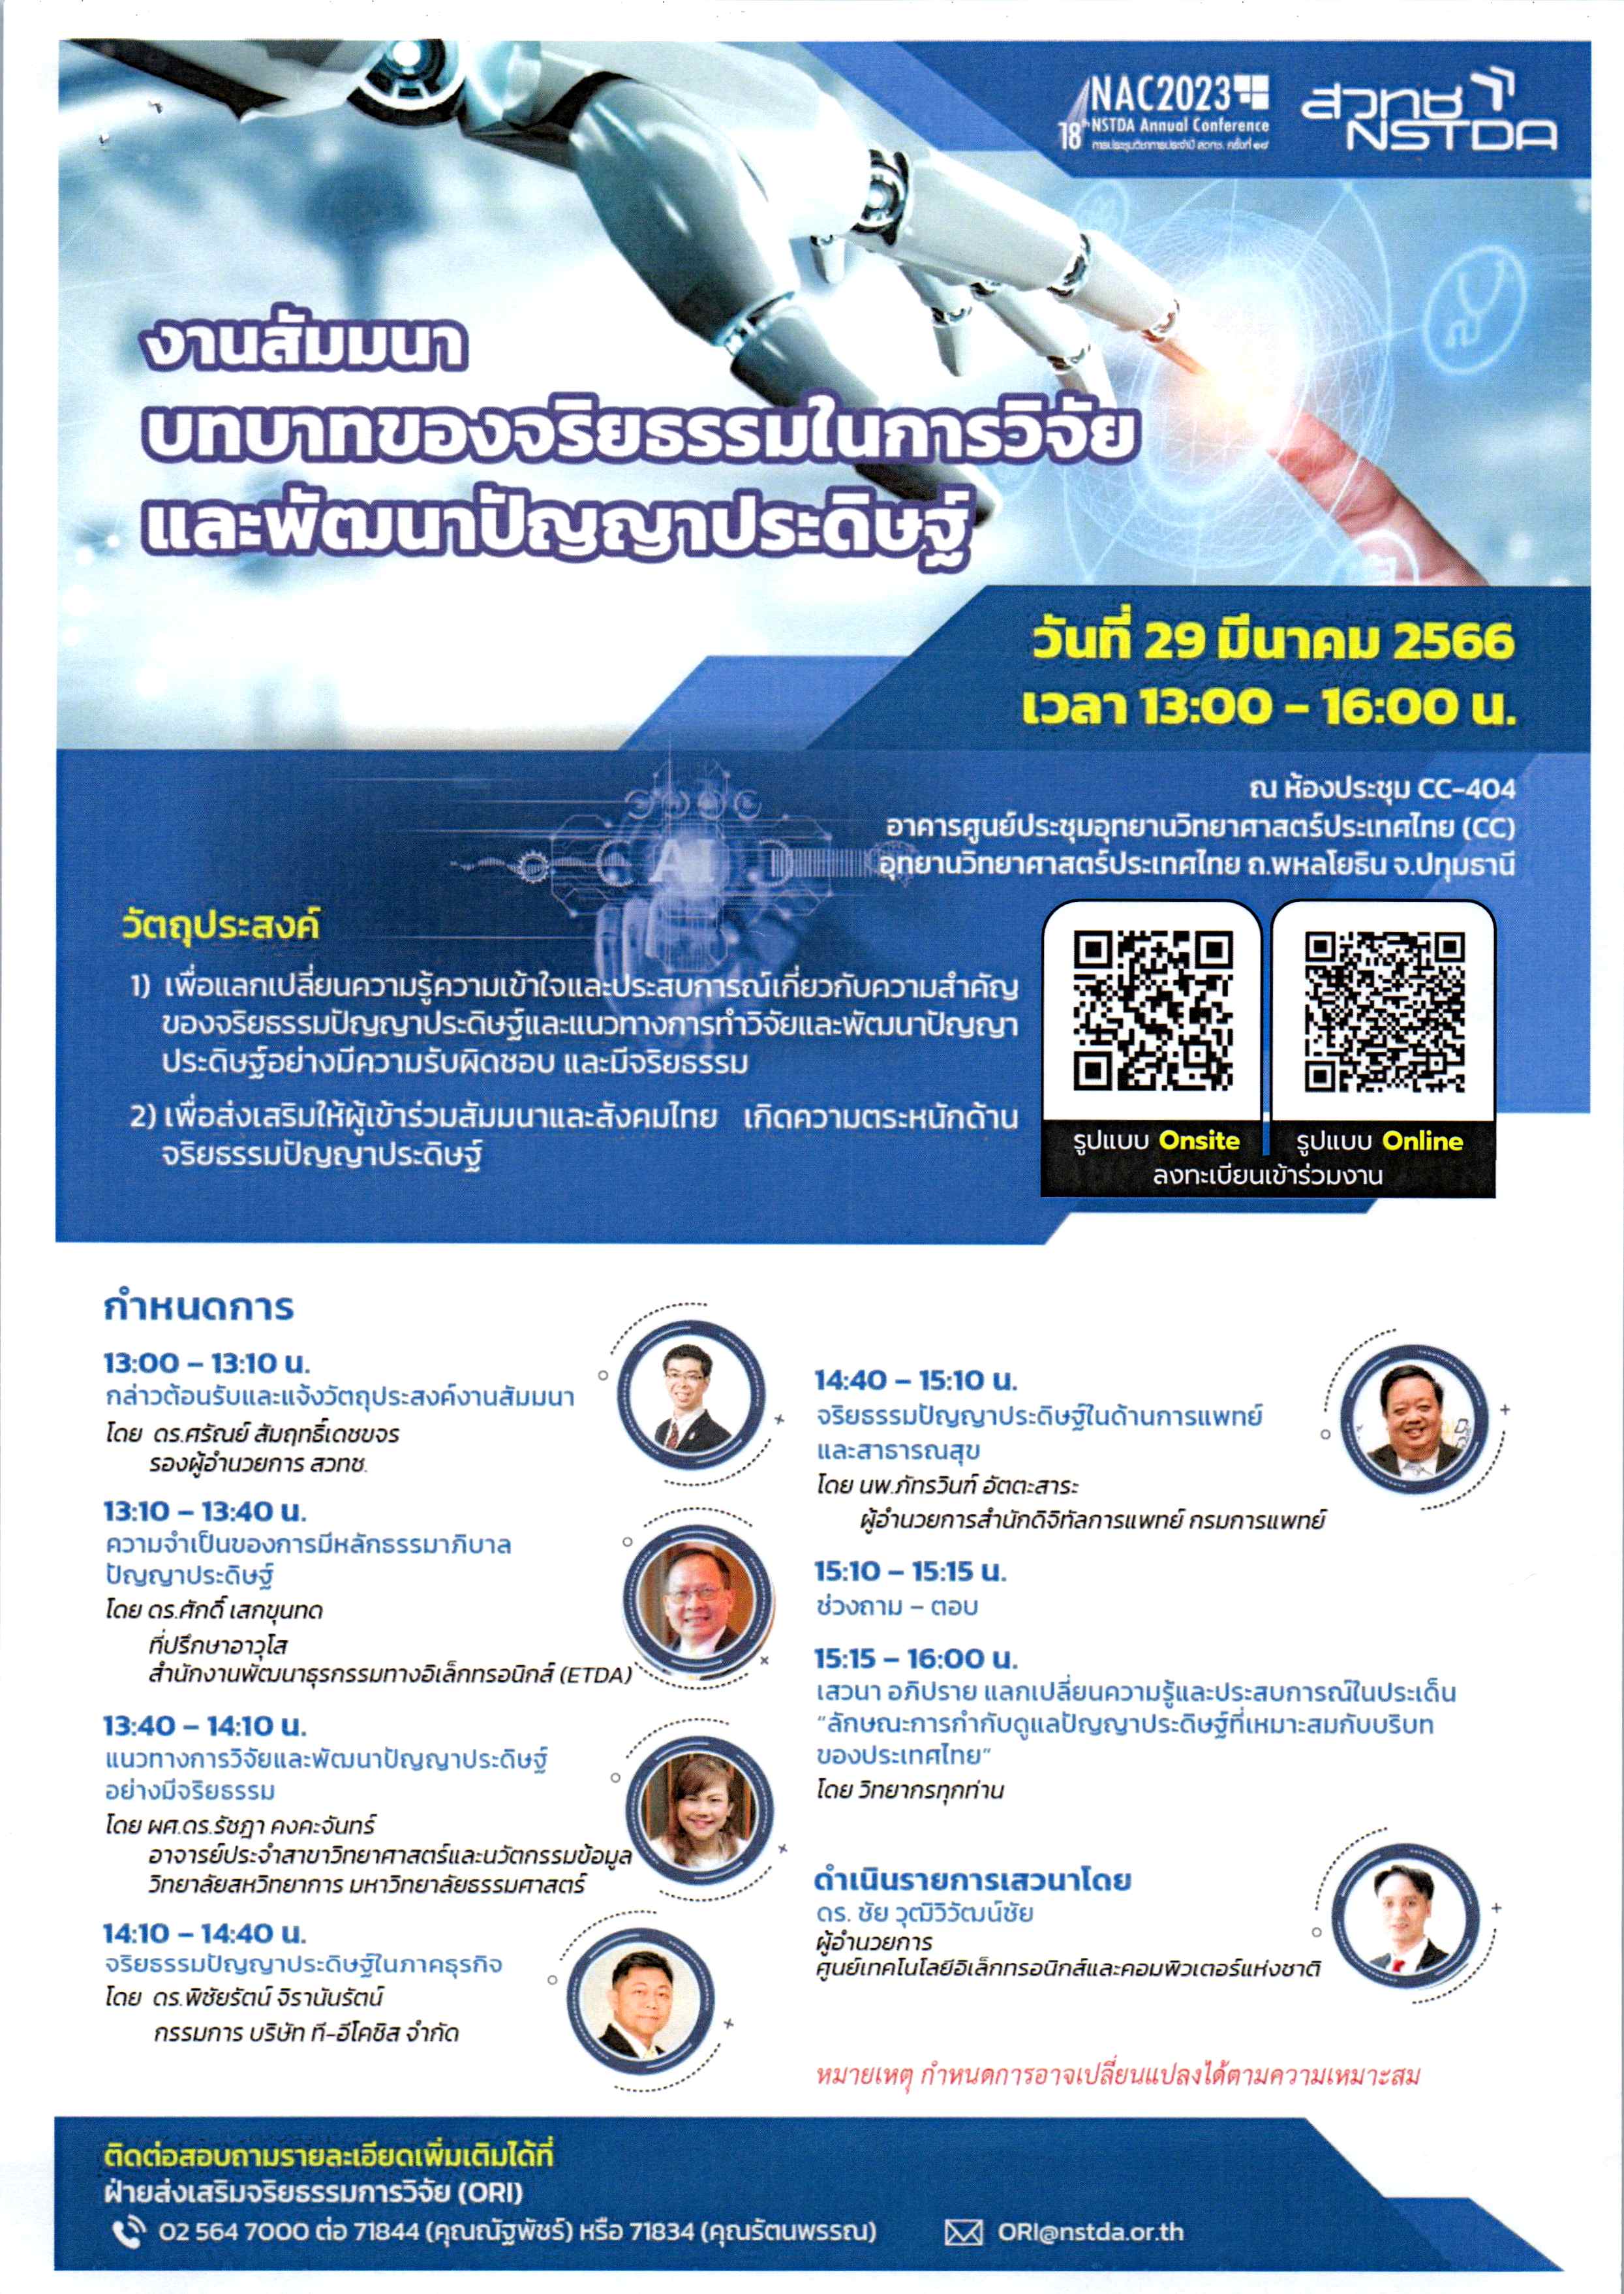 NAC2023
18th NSTDA Annual Conference
การประชุมวิชาการประจำปี สวทช. ครั้งที่ ๑๘
สวทช
NSTDA
งานสัมมนา
บทบาทของจริยธรรมในการวิจัย
และพัฒนาปัญญาประดิษฐ์
วันที่ 29 มีนาคม 2566
เวลา 13:00 – 16:00 น.
ณ ห้องประชุม CC-404
อาคารศูนย์ประชุมอุทยานวิทยาศาสตร์ประเทศไทย (CC)
อุทยานวิทยาศาสตร์ประเทศไทย ถ.พหลโยธิน จ.ปทุมธานี
AI
วัตถุประสงค์
1) เพื่อแลกเปลี่ยนความรู้ความเข้าใจและประสบการณ์เกี่ยวกับความสำคัญ
ของจริยธรรมปัญญาประดิษฐ์และแนวทางการทำวิจัยและพัฒนาปัญญา
ประดิษฐ์อย่างมีความรับผิดชอบ และมีจริยธรรม
2) เพื่อส่งเสริมให้ผู้เข้าร่วมสัมมนาและสังคมไทย เกิดความตระหนักด้าน
จริยธรรมปัญญาประดิษฐ์
รูปแบบ Onsite
รูปแบบ Online
ลงทะเบียนเข้าร่วมงาน
กำหนดการ
13:00 – 13:10 น.
กล่าวต้อนรับและแจ้งวัตถุประสงค์งานสัมมนา
โดย ดร.ศรัณย์ สัมฤทธิ์เดชขจร
รองผู้อำนวยการ สวทช.
13:10 – 13:40 น.
ความจำเป็นของการมีหลักธรรมาภิบาล
ปัญญาประดิษฐ์
โดย ดร.ศักดิ์ เสกขุนทด
ที่ปรึกษาอาวุโส
สำนักงานพัฒนาธุรกรรมทางอิเล็กทรอนิกส์ (ETDA)
13:40 – 14:10 น.
แนวทางการวิจัยและพัฒนาปัญญาประดิษฐ์
อย่างมีจริยธรรม
โดย ผศ.ดร.รัชฎา คงคะจันทร์
อาจารย์ประจำสาขาวิทยาศาสตร์และนวัตกรรมข้อมูล
วิทยาลัยสหวิทยาการ มหาวิทยาลัยธรรมศาสตร์
14:10 – 14:40 น.
จริยธรรมปัญญาประดิษฐ์ในภาคธุรกิจ
โดย ดร.พิชัยรัตน์ จิรานันรัตน์
กรรมการ บริษัท ที-อีโคซิส จำกัด
14:40 – 15:10 น.
จริยธรรมปัญญาประดิษฐ์ในด้านการแพทย์
และสาธารณสุข
โดย นพ.ภัทรวินฑ์ อัตตะสาระ
ผู้อำนวยการสำนักดิจิทัลการแพทย์ กรมการแพทย์
15:10 – 15:15 น.
ช่วงถาม – ตอบ
15:15 – 16:00 น.
เสวนา อภิปราย แลกเปลี่ยนความรู้และประสบการณ์ในประเด็น
“ลักษณะการกำกับดูแลปัญญาประดิษฐ์ที่เหมาะสมกับบริบท
ของประเทศไทย”
โดย วิทยากรทุกท่าน
ดำเนินรายการเสวนาโดย
ดร. ชัย วุฒิวิวัฒน์ชัย
ผู้อำนวยการ
ศูนย์เทคโนโลยีอิเล็กทรอนิกส์และคอมพิวเตอร์แห่งชาติ
หมายเหตุ กำหนดการอาจเปลี่ยนแปลงได้ตามความเหมาะสม
ติดต่อสอบถามรายละเอียดเพิ่มเติมได้ที่
ฝ่ายส่งเสริมจริยธรรมการวิจัย (ORI)
02 564 7000 ต่อ 71844 (คุณณัฐพัชร์) หรือ 71834 (คุณรัตนพรรณ)
ORI@nstda.or.th